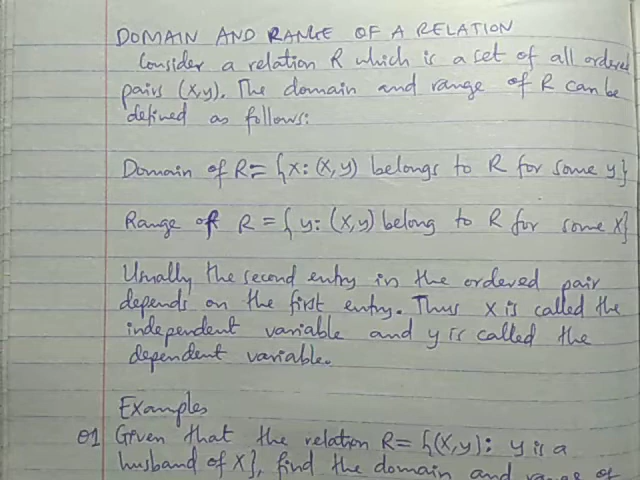 DOMAIN AND RANGE OF A RELATION
Consider a relation R which is a set of all ordered
pairs (x,y). The domain and range of R can be
defined as follows:
Domain of R = {x: (x,y) belongs to R for some y}
Range of R = {y: (x,y) belong to R for some x}
Usually the second entry in the ordered pair
depends on the first entry. Thus x is called the
independent variable and y is called the
dependent variable.
Examples
01 Given that the relation R = {(x,y): y is a
husband of x}, find the domain and range of